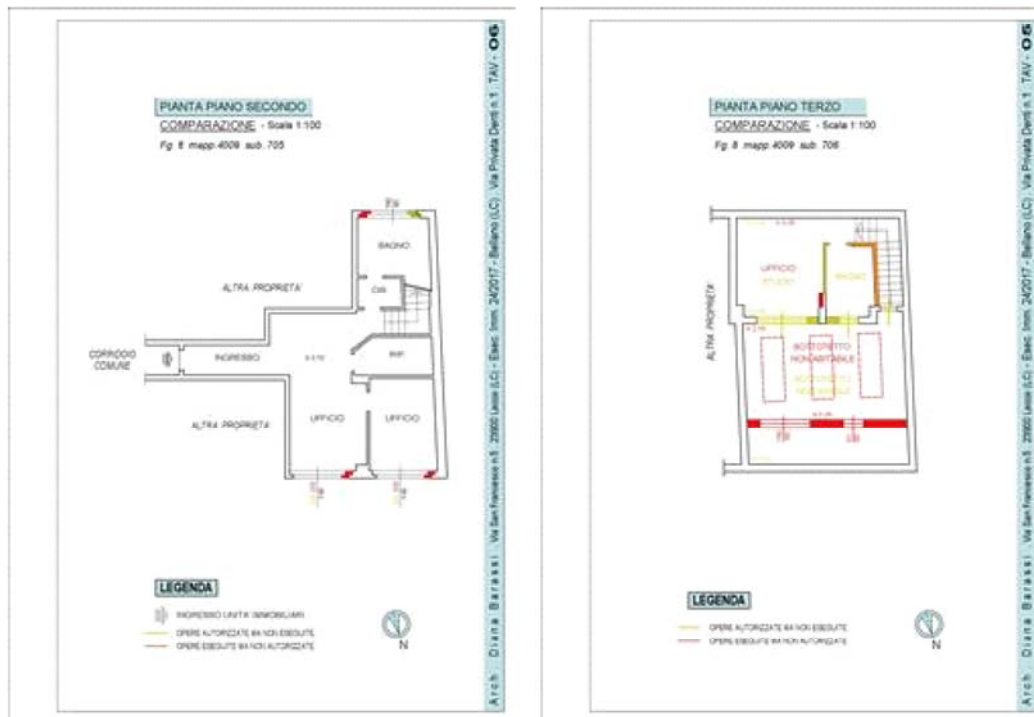 PIANTA PIANO SECONDO
COMPARAZIONE - Scala 1:100
Fg. 8 mapp.4009 sub. 705
BAGNO
ALTRA PROPRIETA'
CORRIDOIO
COMUNE
INGRESSO
RIP.
ALTRA PROPRIETA'
UFFICIO
UFFICIO
LEGENDA
INGRESSO UNITA' IMMOBILIARI
OPERE AUTORIZZATE MA NON ESEGUITE
OPERE ESEGUITE MA NON AUTORIZZATE
N
Arch. Diana Barassi Via San Francesco n.5 23900 Lecco (LC) - Esec. Imm. 24/2017 - Bellano (LC) Via Privata Denti n.1 TAV - 06
PIANTA PIANO TERZO
COMPARAZIONE - Scala 1:100
Fg. 8 mapp.4009 sub. 706
UFFICIO
STUDIO
BAGNO
ALTRA PROPRIETA'
SOTTOTETTO
NON ABITABILE
SOTTOTETTO
LEGENDA
OPERE AUTORIZZATE MA NON ESEGUITE
OPERE ESEGUITE MA NON AUTORIZZATE
N
Arch. Diana Barassi Via San Francesco n.5 23900 Lecco (LC) - Esec. Imm. 24/2017 - Bellano (LC) Via Privata Denti n.1 TAV -